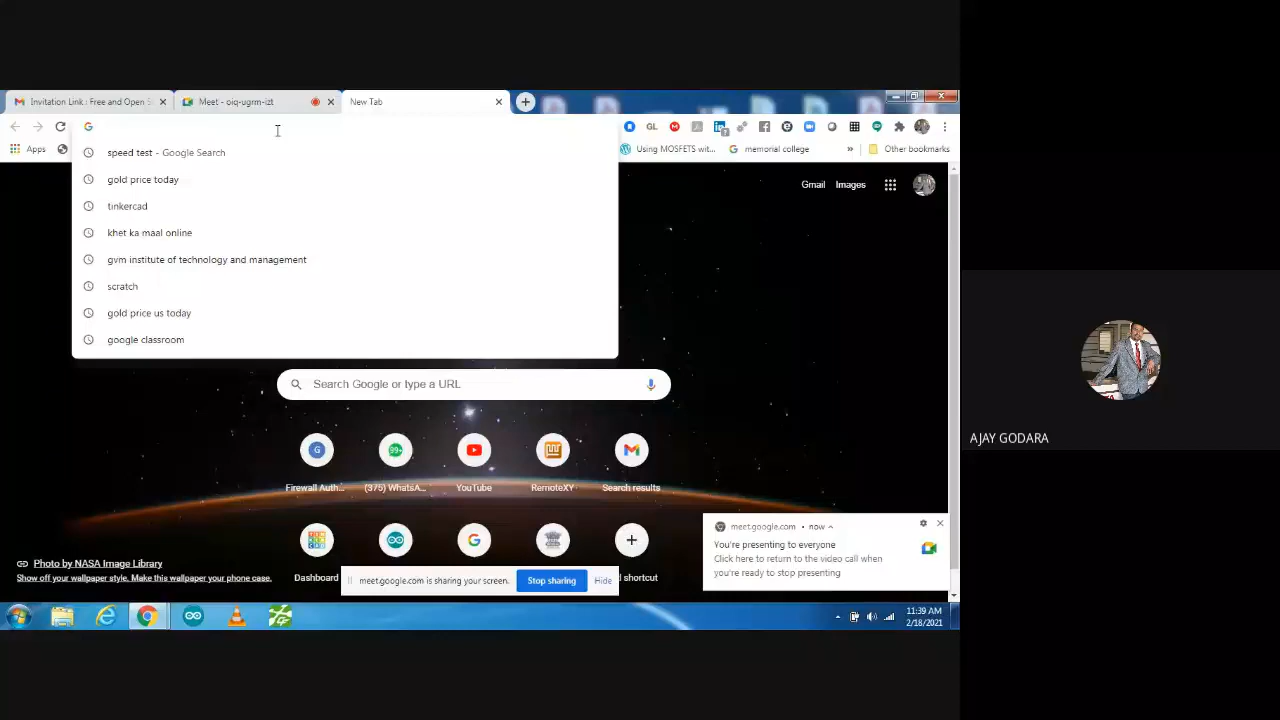 Invitation Link : Free and Open S
Meet - oiq-ugrm-izt
New Tab
speed test - Google Search
gold price today
tinkercad
khet ka maal online
gvm institute of technology and management
scratch
gold price us today
google classroom
Apps
GL
Using MOSFETS wit...
memorial college
»
Other bookmarks
Gmail
Images
Search Google or type a URL
Firewall Auth...
(375) WhatsA...
YouTube
RemoteXY
Search results
Dashboard
shortcut
Photo by NASA Image Library
Show off your wallpaper style. Make this wallpaper your phone case.
meet.google.com is sharing your screen.
Stop sharing
Hide
meet.google.com • now
You're presenting to everyone
Click here to return to the video call when
you're ready to stop presenting
11:39 AM
2/18/2021
AJAY GODARA